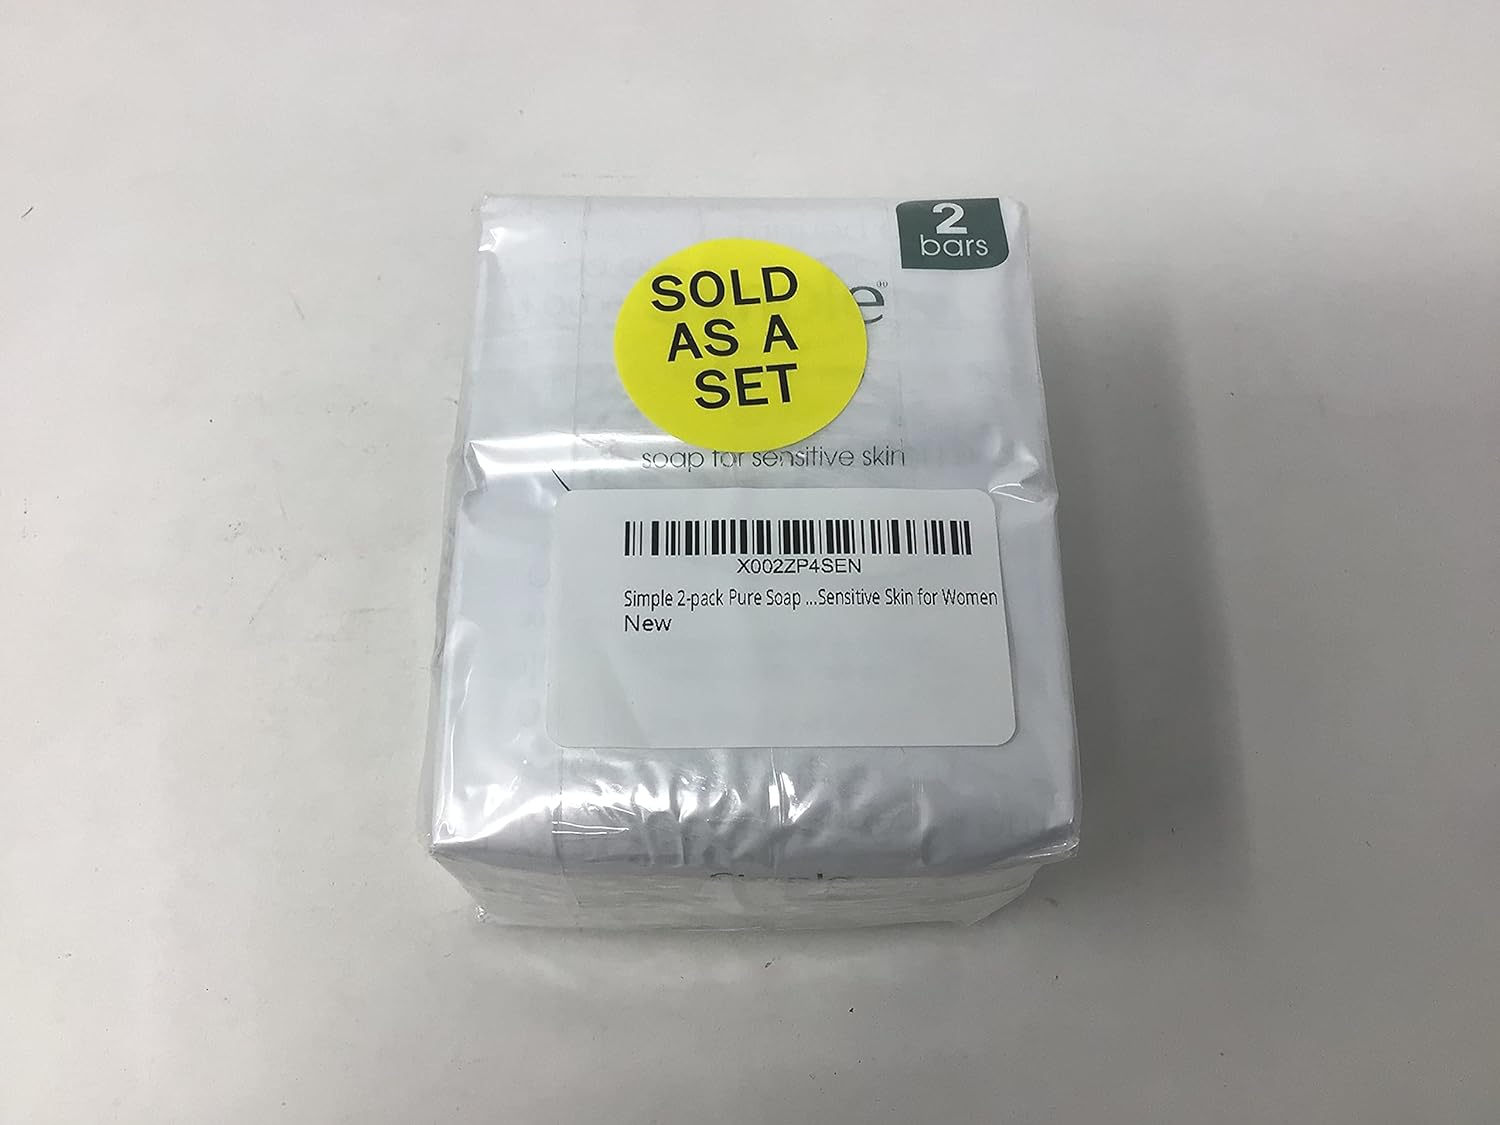 2
bars
SOLD
AS A
SET
soap for sensitive skin
X002ZP4SEN
Simple 2-pack Pure Soap ...Sensitive Skin for Women
New
Simple